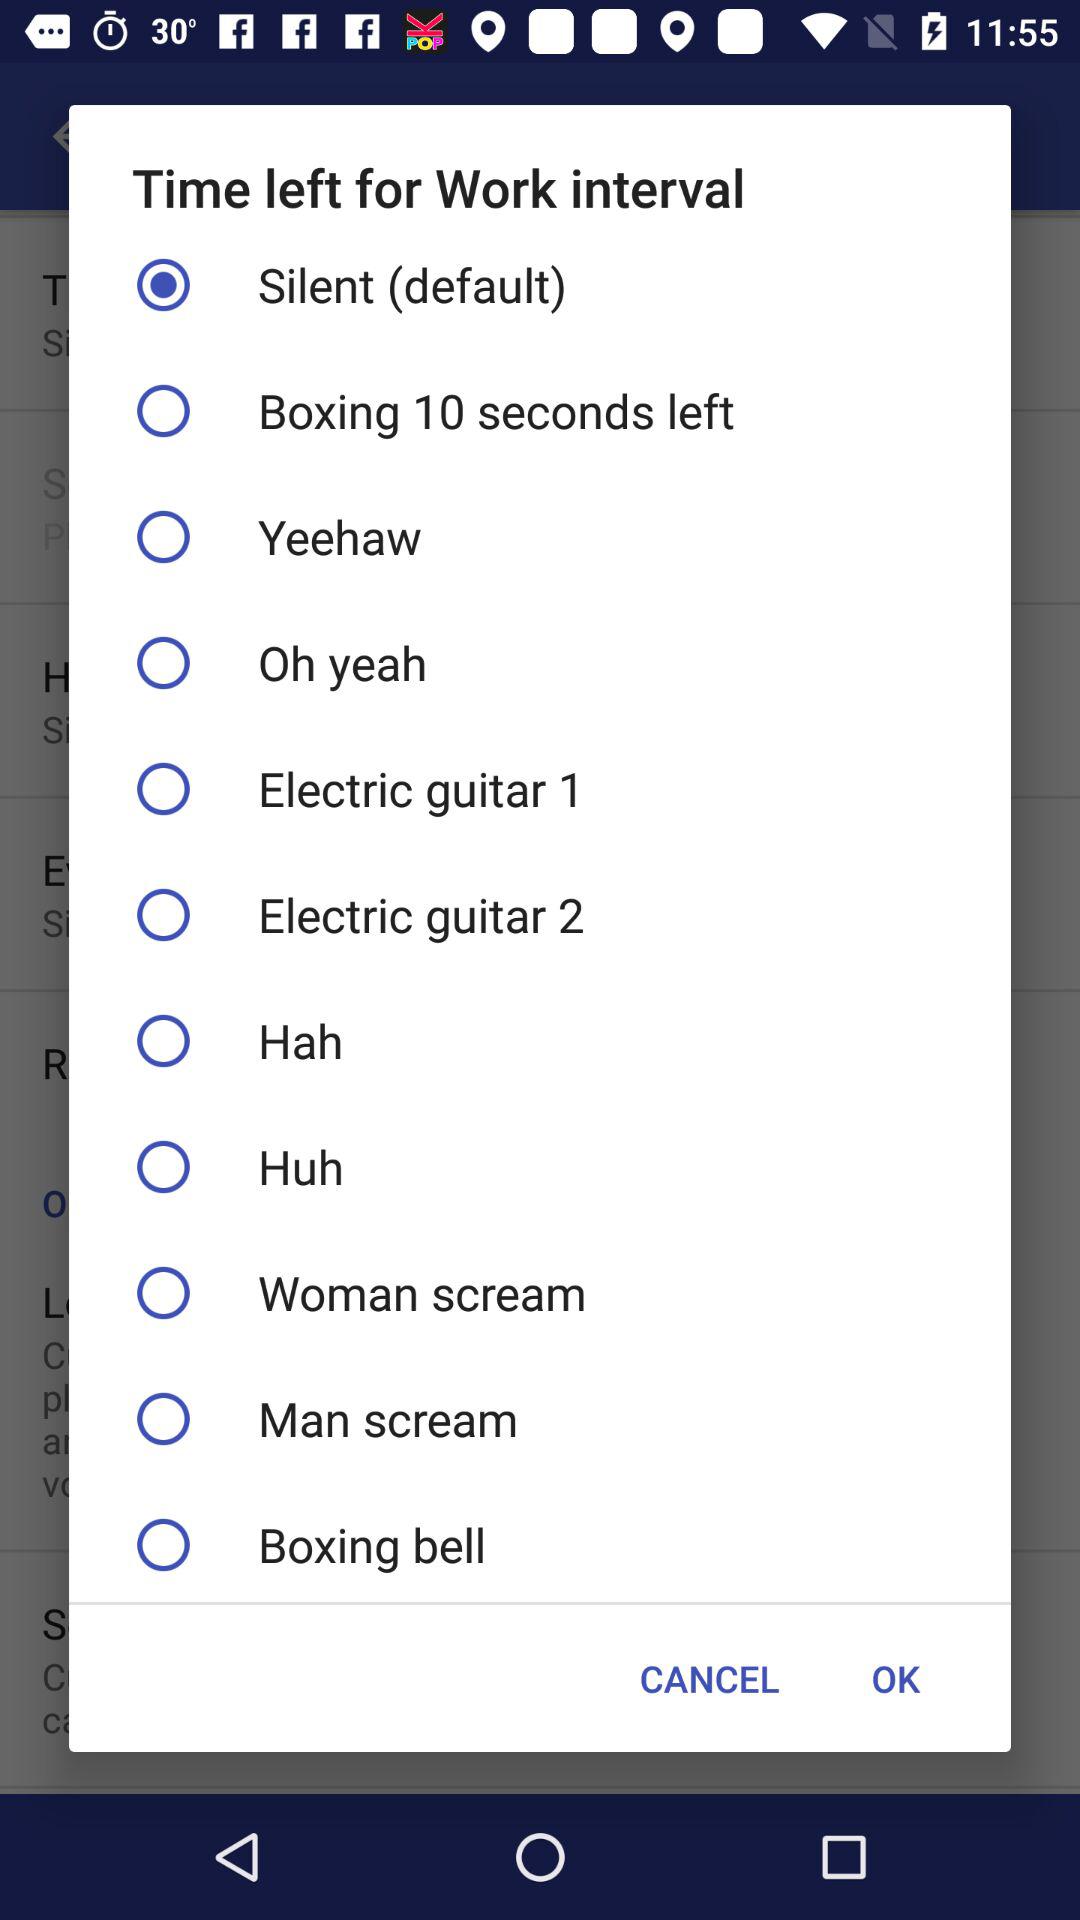 30° KPOP 11:55
Time left for Work interval
Silent (default)
Boxing 10 seconds left
Yeehaw
Oh yeah
Electric guitar 1
Electric guitar 2
Hah
Huh
Woman scream
Man scream
Boxing bell
CANCEL OK